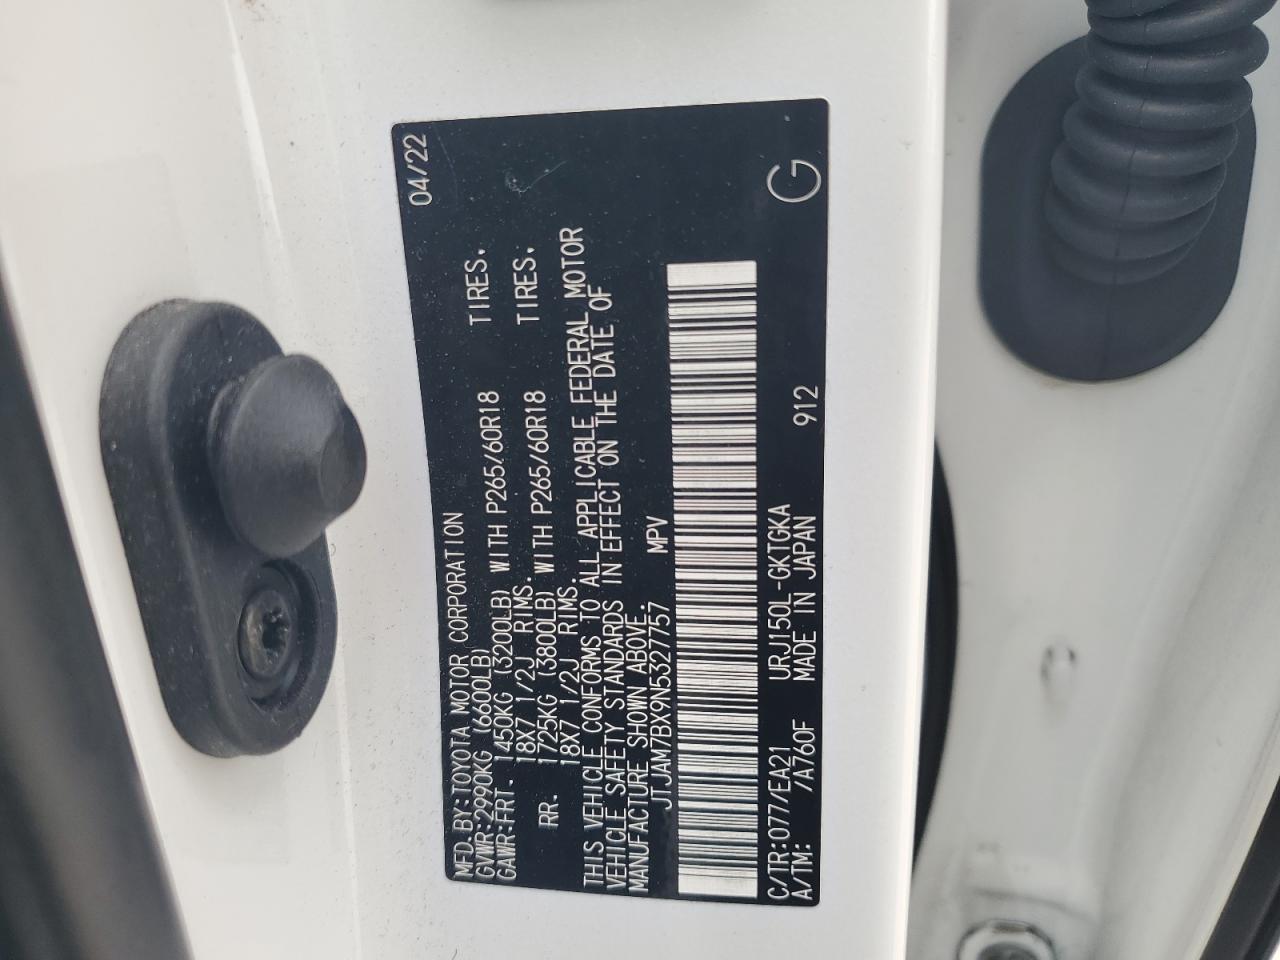 MFD.BY:TOYOTA MOTOR CORPORATION 04/22
GVWR:2990KG (6600LB)
GAWR:FRT. 1450KG (3200LB) WITH P265/60R18 TIRES.
18X7 1/2J RIMS.
RR. 1725KG (3800LB) WITH P265/60R18 TIRES.
18X7 1/2J RIMS.
THIS VEHICLE CONFORMS TO ALL APPLICABLE FEDERAL MOTOR
VEHICLE SAFETY STANDARDS IN EFFECT ON THE DATE OF
MANUFACTURE SHOWN ABOVE.
JTJAM7BX9N5327757 MPV
C/TR:077/EA21 URJ150L-GKTGKA G
A/TM: /A760F MADE IN JAPAN 912